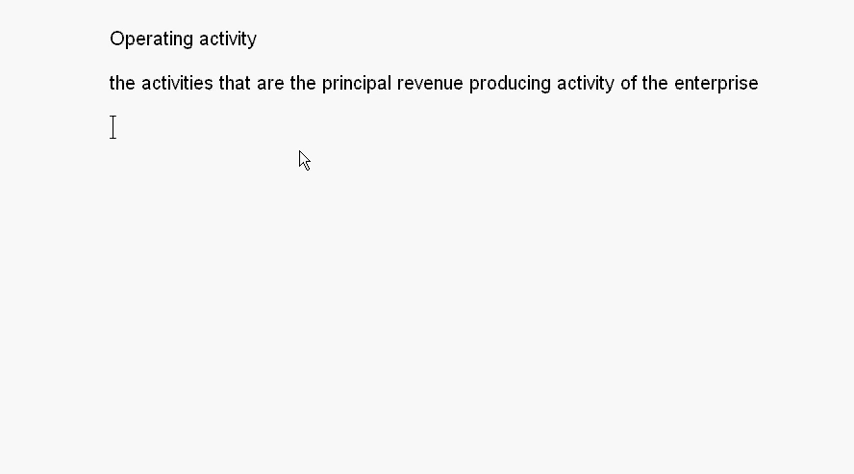 Operating activity
the activities that are the principal revenue producing activity of the enterprise